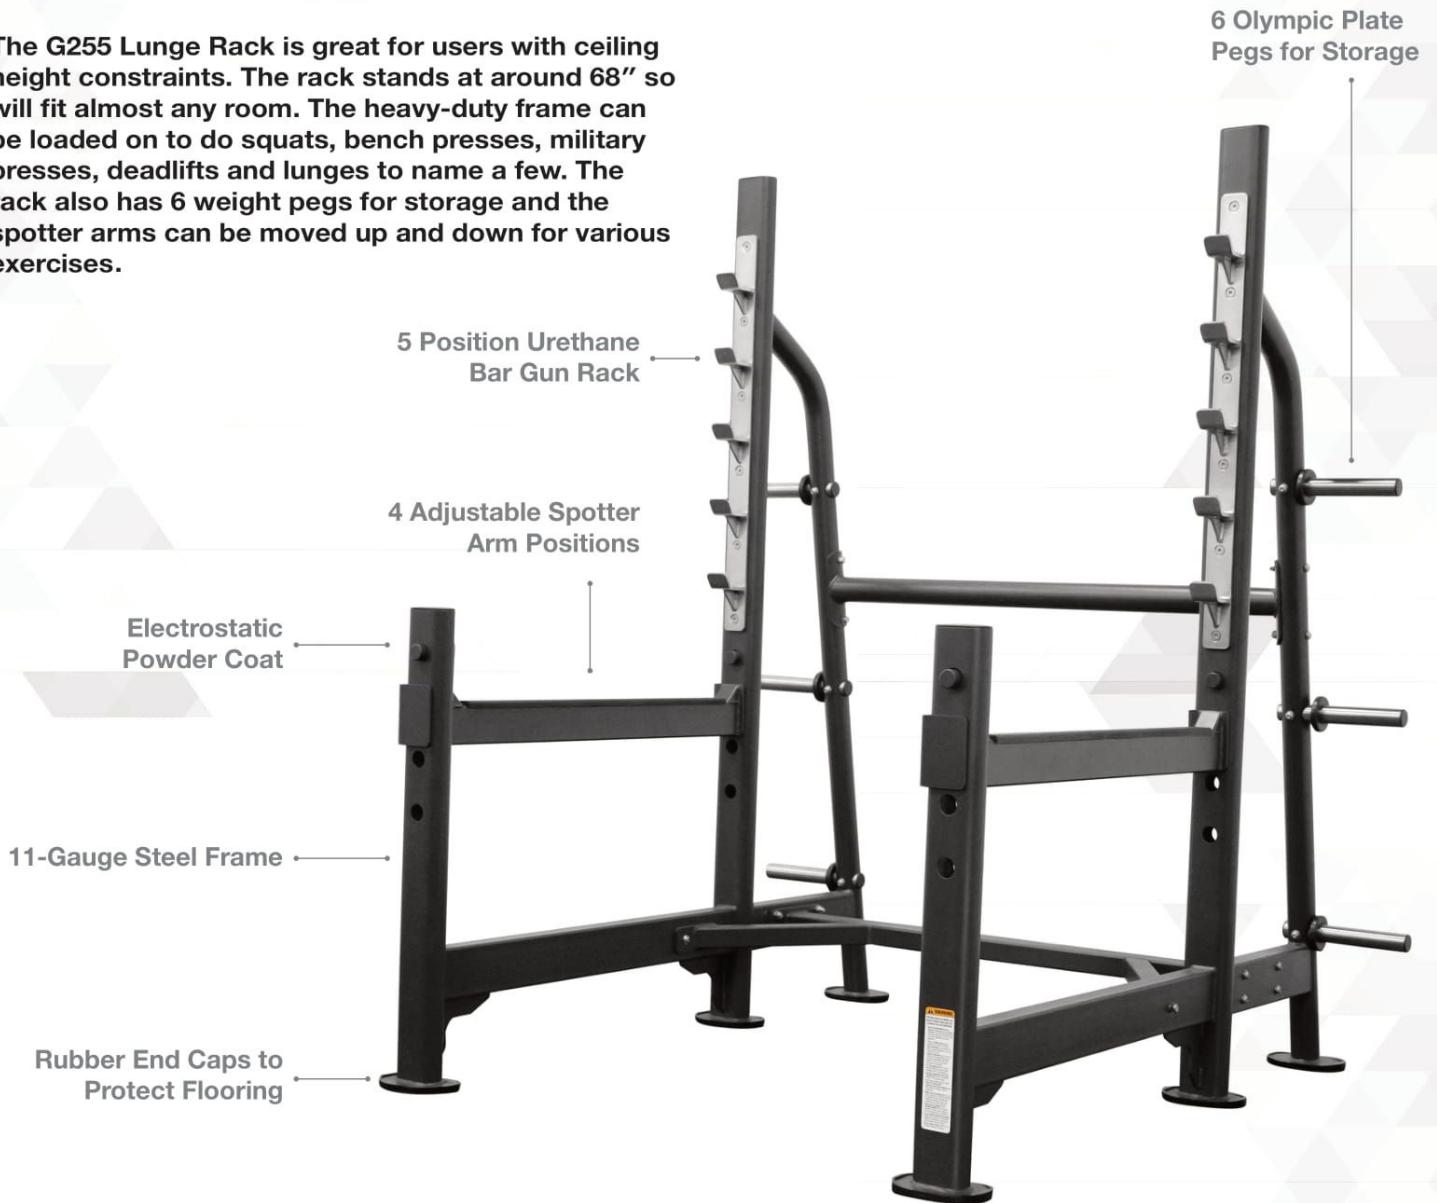 The G255 Lunge Rack is great for users with ceiling
height constraints. The rack stands at around 68″ so
will fit almost any room. The heavy-duty frame can
be loaded on to do squats, bench presses, military
presses, deadlifts and lunges to name a few. The
rack also has 6 weight pegs for storage and the
spotter arms can be moved up and down for various
exercises.
6 Olympic Plate
Pegs for Storage
5 Position Urethane
Bar Gun Rack
4 Adjustable Spotter
Arm Positions
Electrostatic
Powder Coat
11-Gauge Steel Frame
Rubber End Caps to
Protect Flooring
WARNING